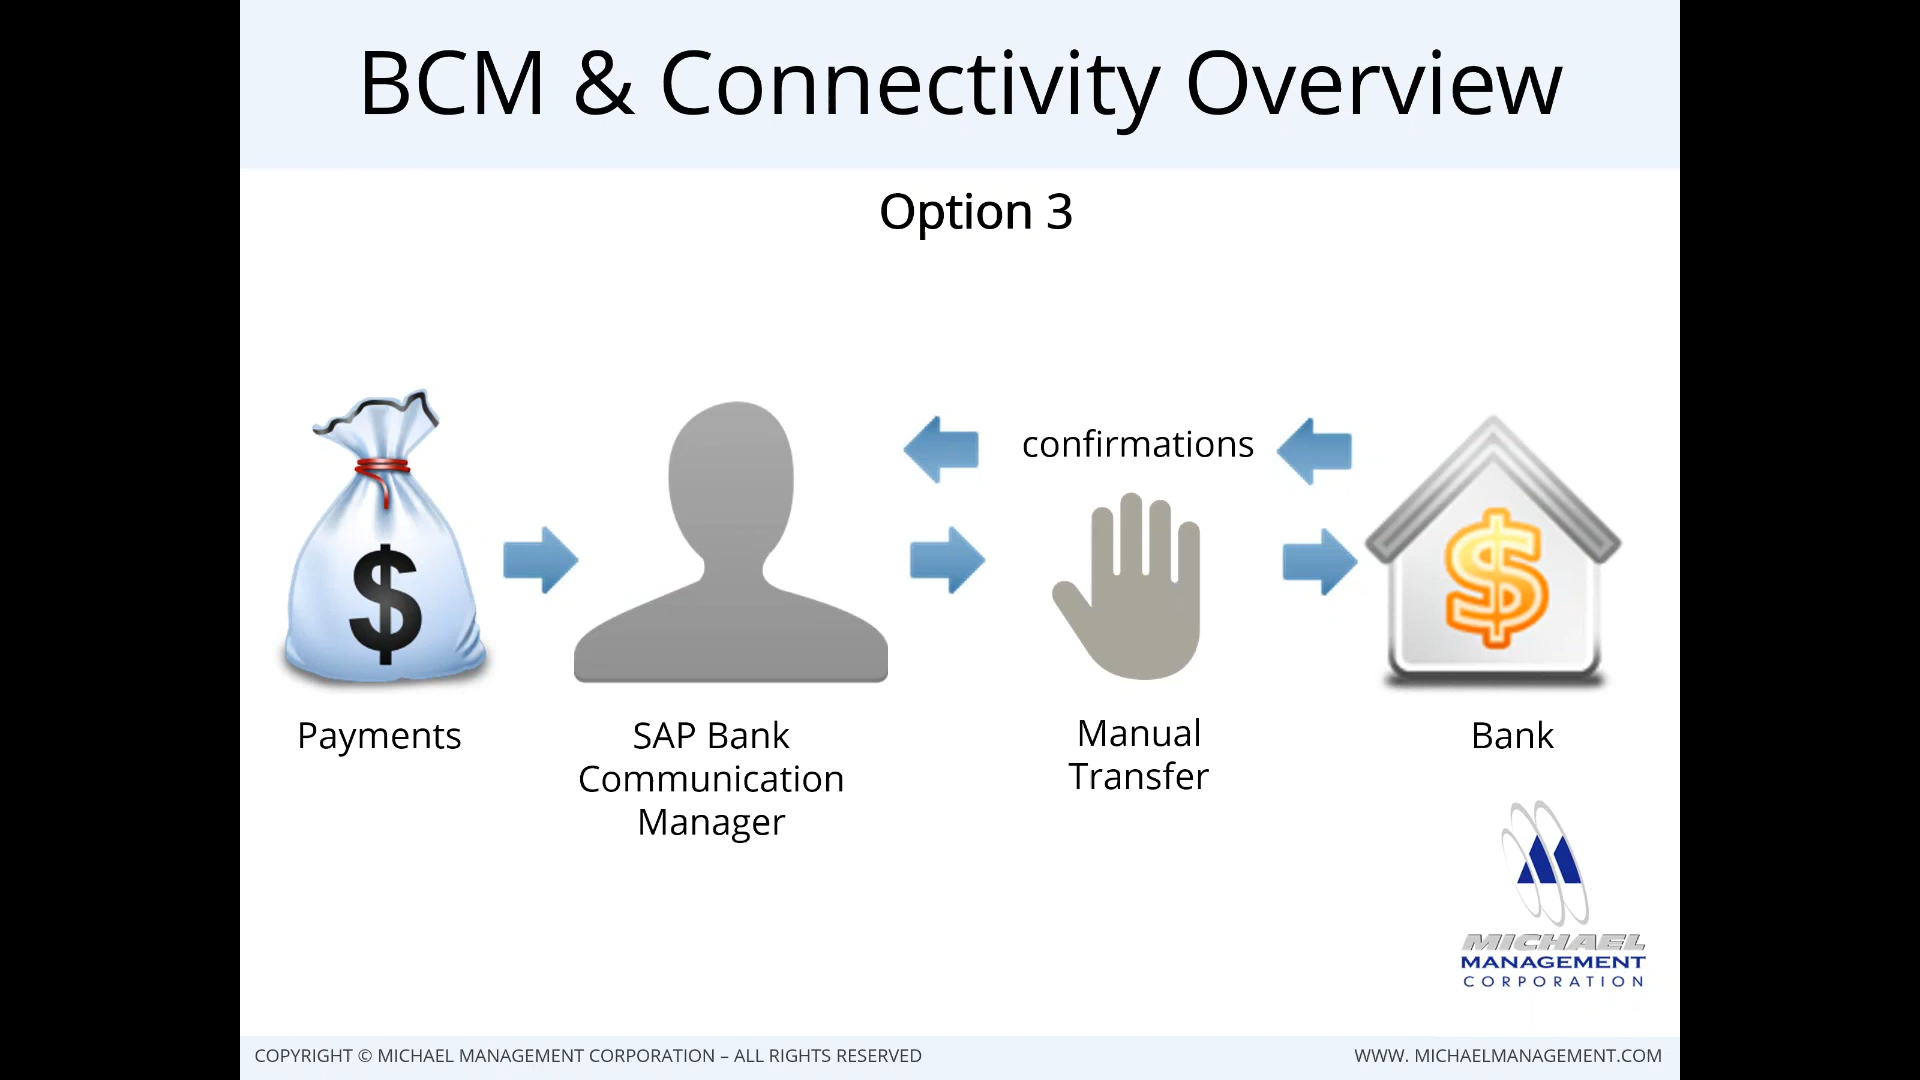 BCM & Connectivity Overview
Option 3
confirmations
$
$
Payments
SAP Bank
Communication
Manager
Manual
Transfer
Bank
MICHAEL
MANAGEMENT
CORPORATION
COPYRIGHT © MICHAEL MANAGEMENT CORPORATION – ALL RIGHTS RESERVED
WWW. MICHAELMANAGEMENT.COM